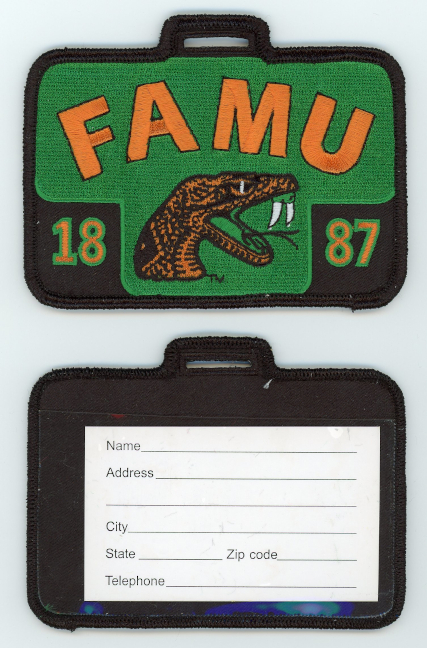 FAMU
18 87
TM
Name
Address
City
State Zip code
Telephone